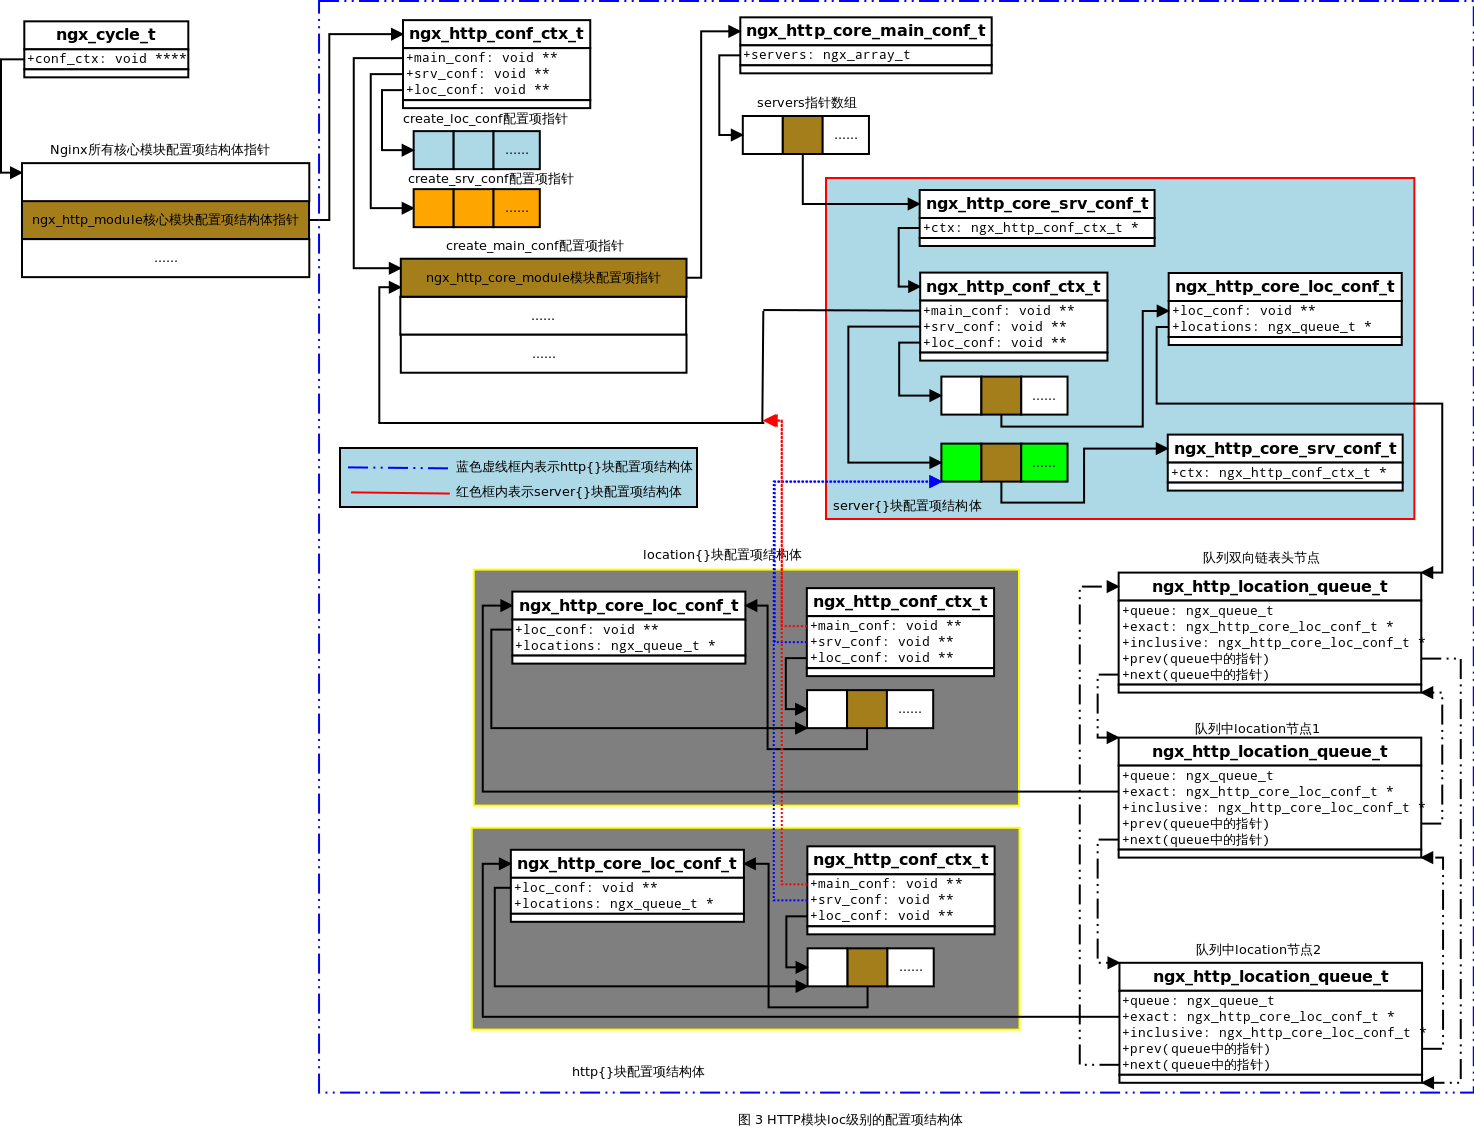 ngx_cycle_t
+conf_ctx: void ****
Nginx所有核心模块配置项结构体指针
ngx_http_module核心模块配置项结构体指针
......
ngx_http_conf_ctx_t
+main_conf: void **
+srv_conf: void **
+loc_conf: void **
create_loc_conf配置项指针
......
create_srv_conf配置项指针
......
create_main_conf配置项指针
ngx_http_core_module模块配置项指针
......
......
ngx_http_core_main_conf_t
+servers: ngx_array_t
servers指针数组
......
ngx_http_core_srv_conf_t
+ctx: ngx_http_conf_ctx_t *
ngx_http_conf_ctx_t
+main_conf: void **
+srv_conf: void **
+loc_conf: void **
ngx_http_core_loc_conf_t
+loc_conf: void **
+locations: ngx_queue_t *
......
......
ngx_http_core_srv_conf_t
+ctx: ngx_http_conf_ctx_t *
server{}块配置项结构体
蓝色虚线框内表示http{}块配置项结构体
红色框内表示server{}块配置项结构体
location{}块配置项结构体
ngx_http_core_loc_conf_t
+loc_conf: void **
+locations: ngx_queue_t *
ngx_http_conf_ctx_t
+main_conf: void **
+srv_conf: void **
+loc_conf: void **
......
ngx_http_core_loc_conf_t
+loc_conf: void **
+locations: ngx_queue_t *
ngx_http_conf_ctx_t
+main_conf: void **
+srv_conf: void **
+loc_conf: void **
......
队列双向链表头节点
ngx_http_location_queue_t
+queue: ngx_queue_t
+exact: ngx_http_core_loc_conf_t *
+inclusive: ngx_http_core_loc_conf_t *
+prev(queue中的指针)
+next(queue中的指针)
队列中location节点1
ngx_http_location_queue_t
+queue: ngx_queue_t
+exact: ngx_http_core_loc_conf_t *
+inclusive: ngx_http_core_loc_conf_t *
+prev(queue中的指针)
+next(queue中的指针)
队列中location节点2
ngx_http_location_queue_t
+queue: ngx_queue_t
+exact: ngx_http_core_loc_conf_t *
+inclusive: ngx_http_core_loc_conf_t *
+prev(queue中的指针)
+next(queue中的指针)
http{}块配置项结构体
图 3 HTTP模块loc级别的配置项结构体